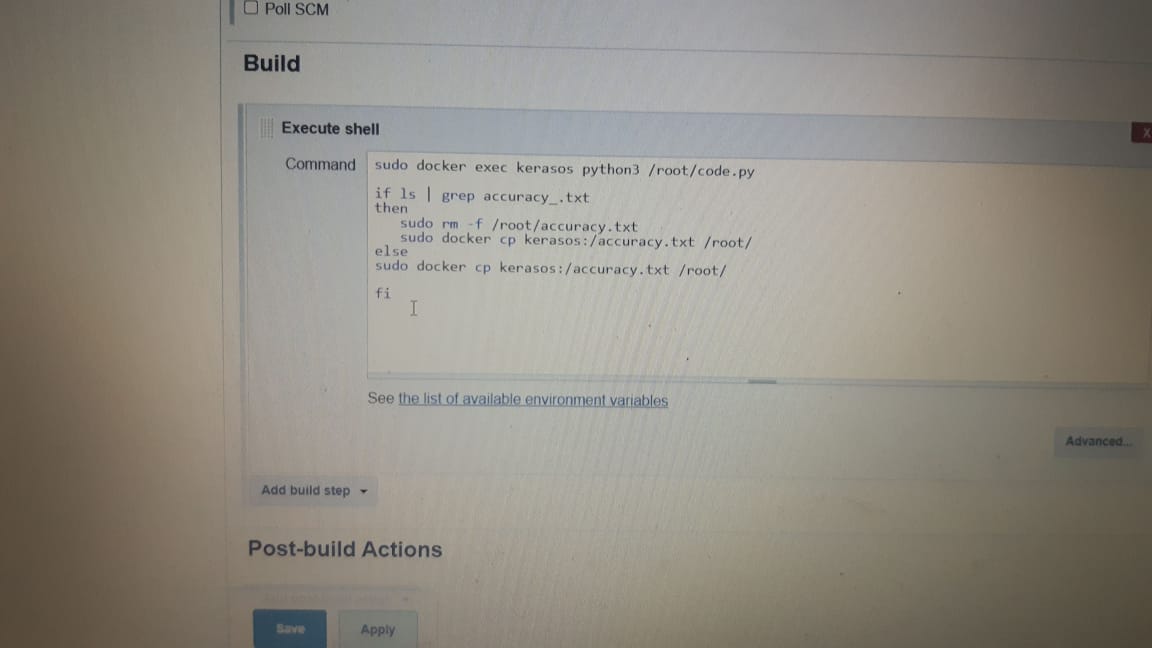 Poll SCM
Build
Execute shell
X
Command
sudo docker exec kerasos python3 /root/code.py
if ls | grep accuracy_.txt
then
sudo rm -f /root/accuracy.txt
sudo docker cp kerasos:/accuracy.txt /root/
else
sudo docker cp kerasos:/accuracy.txt /root/
fi
See the list of available environment variables
Advanced...
Add build step
Post-build Actions
Save
Apply